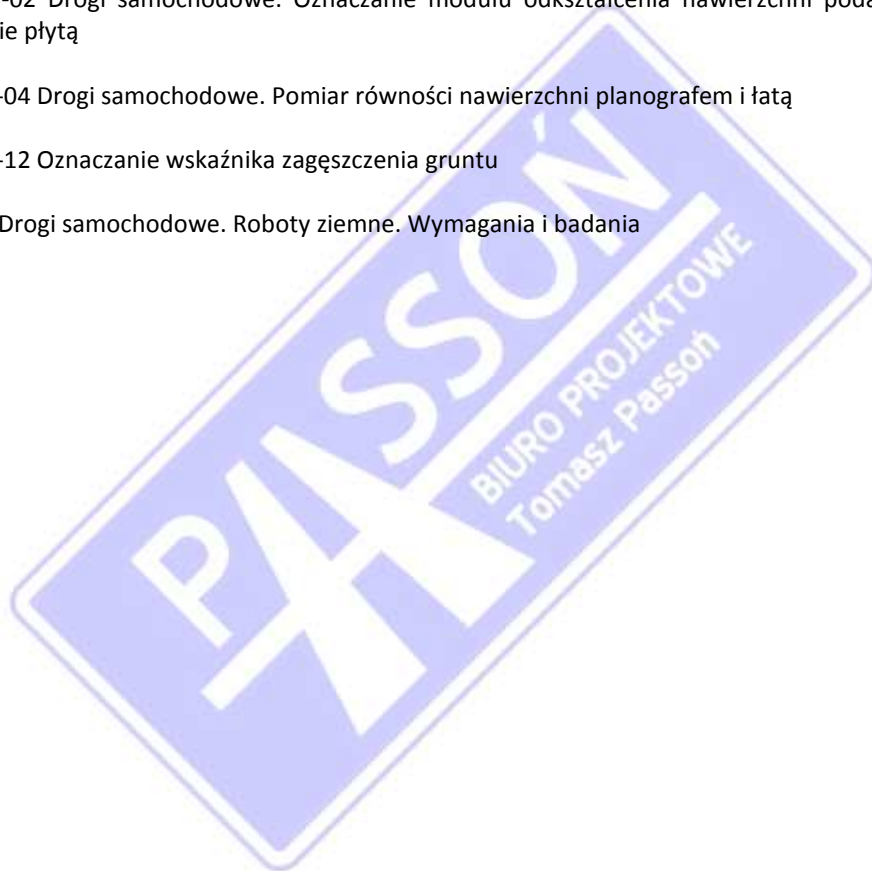 -02 Drogi samochodowe. Oznaczanie modułu odkształcenia nawierzchni
ie płytą
-04 Drogi samochodowe. Pomiar równości nawierzchni planografem i łatą
-12 Oznaczanie wskaźnika zagęszczenia gruntu
Drogi samochodowe. Roboty ziemne. Wymagania i badania
PASSOŃ
BIURO PROJEKTOWE
Tomasz Passoń